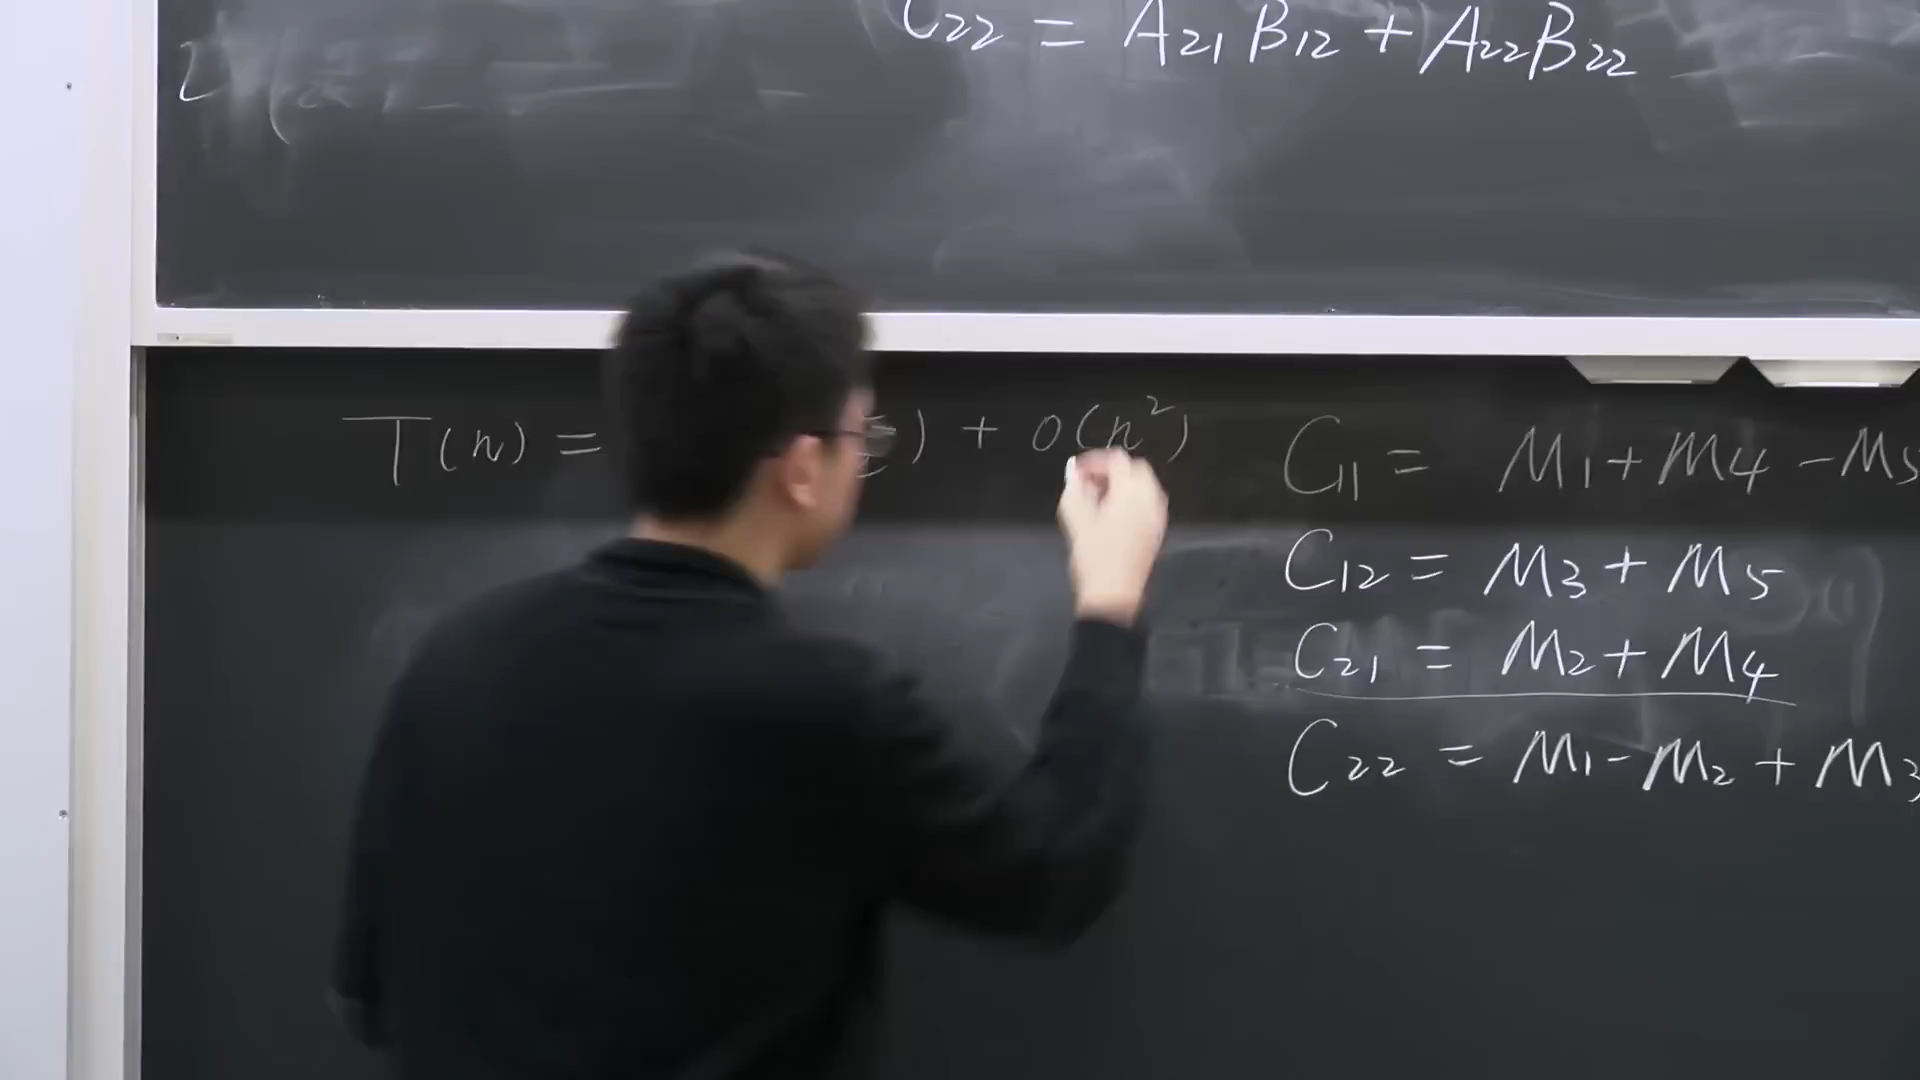 C22 = A21 B12 + A22 B22
T(n) = 2) + O(n²)
C11 = M1 + M4 - M5
C12 = M3 + M5
C21 = M2 + M4
C22 = M1 - M2 + M3